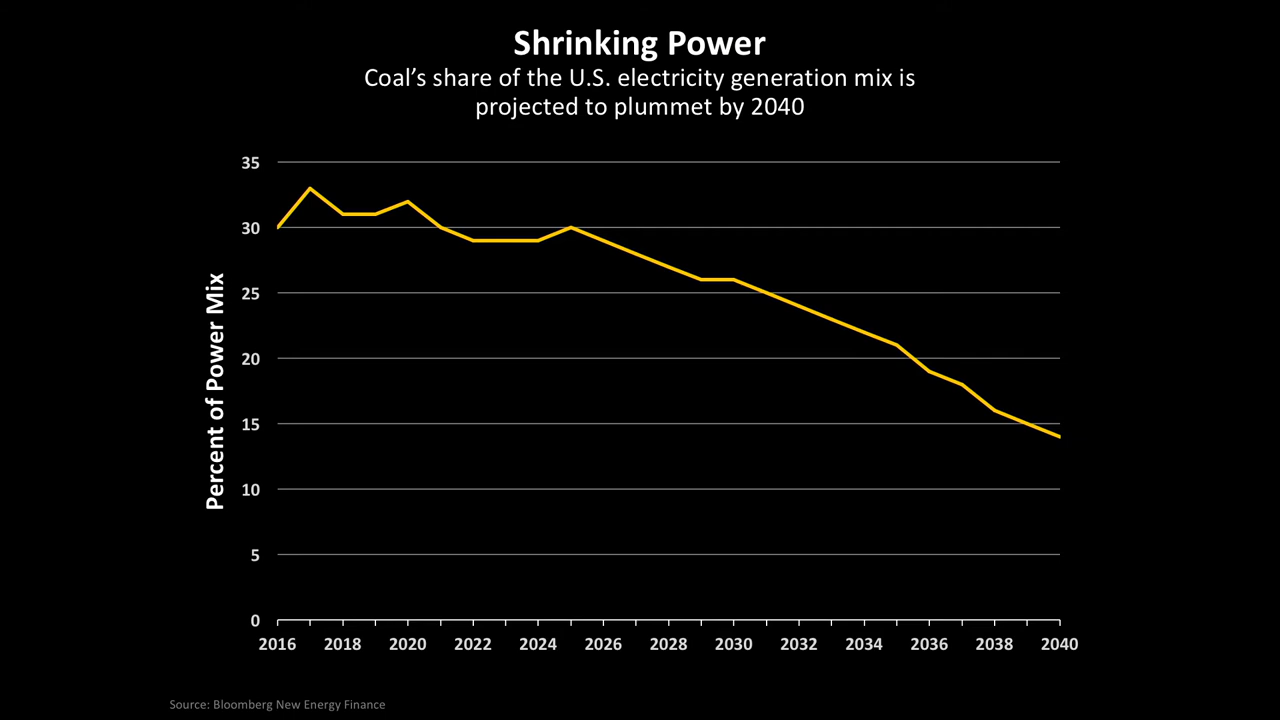 Shrinking Power
Coal’s share of the U.S. electricity generation mix is
projected to plummet by 2040
Percent of Power Mix
35
30
25
20
15
10
5
0
2016 2018 2020 2022 2024 2026 2028 2030 2032 2034 2036 2038 2040
Source: Bloomberg New Energy Finance